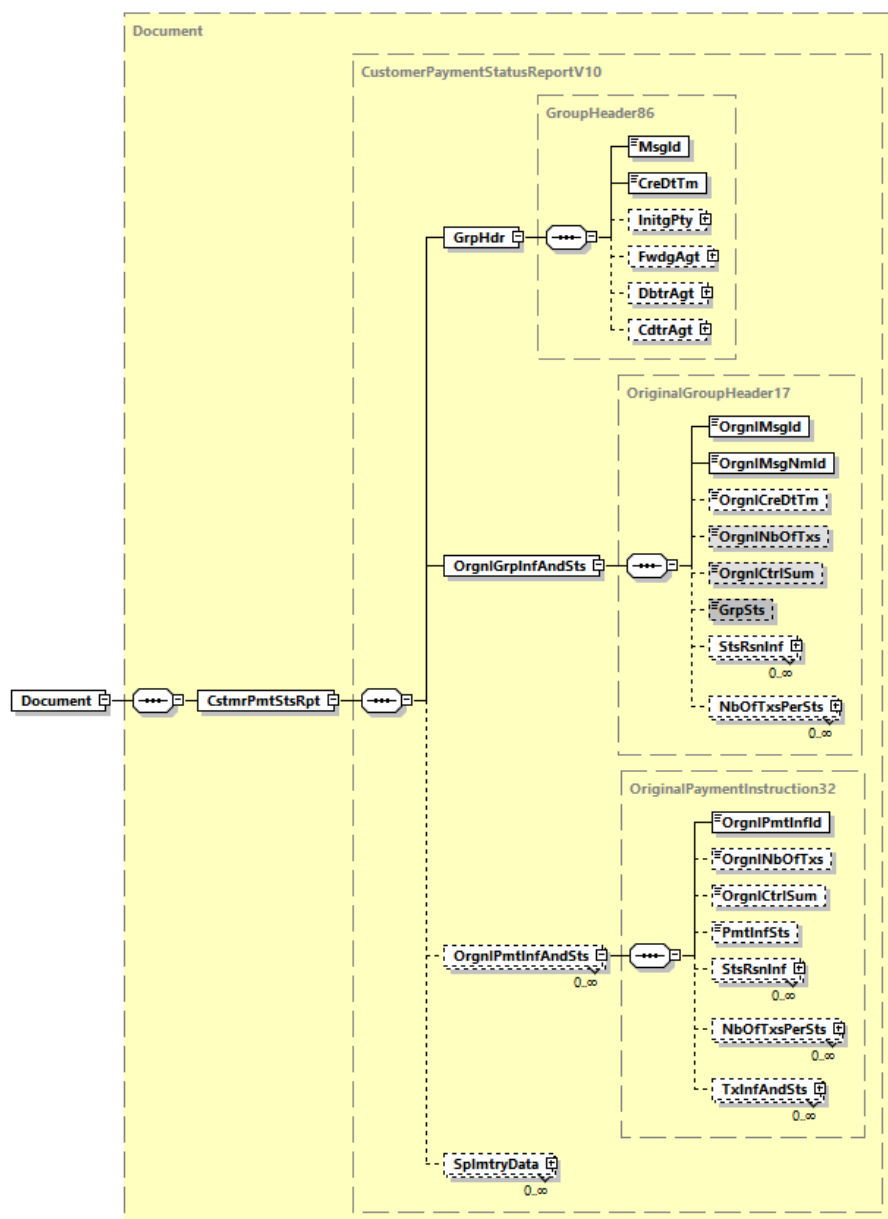 Document
CustomerPaymentStatusReportV10
GroupHeader86
MsgId
CreDtTm
InitgPty
GrpHdr
FwdgAgt
DbtrAgt
CdtrAgt
OriginalGroupHeader17
OrgnlMsgId
OrgnlMsgNmId
OrgnlCreDtTm
OrgnlNbOfTxs
OrgnlGrpInfAndSts
OrgnlCtrlSum
GrpSts
StsRsnInf
0..∞
Document
CstmrPmtStsRpt
NbOfTxsPerSts
0..∞
OriginalPaymentInstruction32
OrgnlPmtInfId
OrgnlNbOfTxs
OrgnlCtrlSum
PmtInfSts
OrgnlPmtInfAndSts
0..∞
StsRsnInf
0..∞
NbOfTxsPerSts
0..∞
TxInfAndSts
0..∞
SplmtryData
0..∞